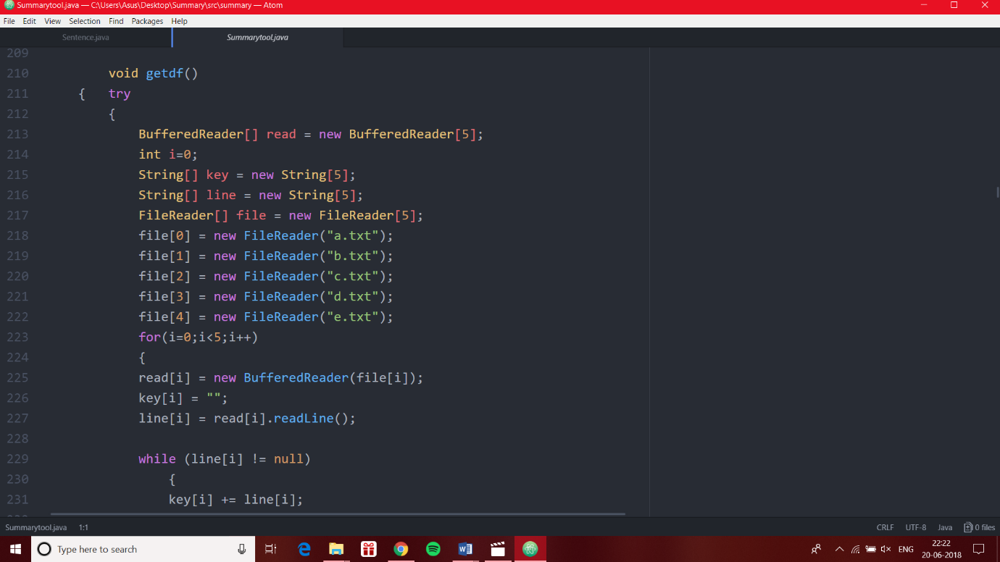 Summarytool.java — C:\Users\Asus\Desktop\Summary\src\summary — Atom
File Edit View Selection Find Packages Help
Sentence.java Summarytool.java
209
210 void getdf()
211 { try
212 {
213 BufferedReader[] read = new BufferedReader[5];
214 int i=0;
215 String[] key = new String[5];
216 String[] line = new String[5];
217 FileReader[] file = new FileReader[5];
218 file[0] = new FileReader("a.txt");
219 file[1] = new FileReader("b.txt");
220 file[2] = new FileReader("c.txt");
221 file[3] = new FileReader("d.txt");
222 file[4] = new FileReader("e.txt");
223 for(i=0;i<5;i++)
224 {
225 read[i] = new BufferedReader(file[i]);
226 key[i] = "";
227 line[i] = read[i].readLine();
228
229 while (line[i] != null)
230 {
231 key[i] += line[i];
Summarytool.java 1:1 CRLF UTF-8 Java 0 files
Type here to search ENG 22:22
20-06-2018